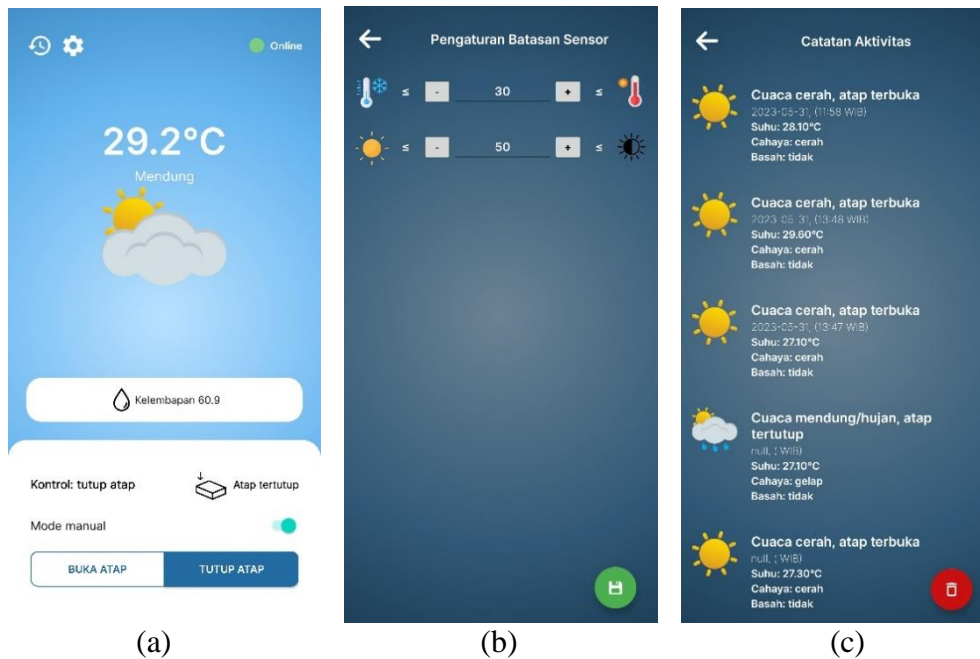 Online
29.2°C
Mendung
Kelembapan 60.9
Kontrol: tutup atap
Atap tertutup
Mode manual
BUKA ATAP
TUTUP ATAP
(a)
Pengaturan Batasan Sensor
≤ - 30 + ≤
≤ - 50 + ≤
(b)
Catatan Aktivitas
Cuaca cerah, atap terbuka
2023-05-31, (11:58 WIB)
Suhu: 28.10°C
Cahaya: cerah
Basah: tidak
Cuaca cerah, atap terbuka
2023-05-31, (13:48 WIB)
Suhu: 29.60°C
Cahaya: cerah
Basah: tidak
Cuaca cerah, atap terbuka
2023-05-31, (13:47 WIB)
Suhu: 27.10°C
Cahaya: cerah
Basah: tidak
Cuaca mendung/hujan, atap
tertutup
null, ( WIB)
Suhu: 27.10°C
Cahaya: gelap
Basah: tidak
Cuaca cerah, atap terbuka
null, ( WIB)
Suhu: 27.30°C
Cahaya: cerah
Basah: tidak
(c)